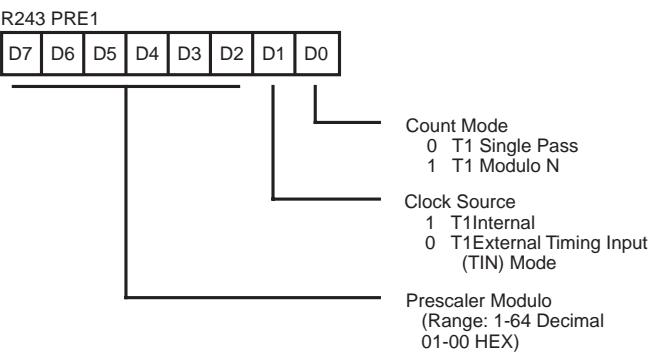 R243 PRE1
D7 D6 D5 D4 D3 D2 D1 D0
Count Mode
0 T1 Single Pass
1 T1 Modulo N
Clock Source
1 T1Internal
0 T1External Timing Input
(TIN) Mode
Prescaler Modulo
(Range: 1-64 Decimal
01-00 HEX)